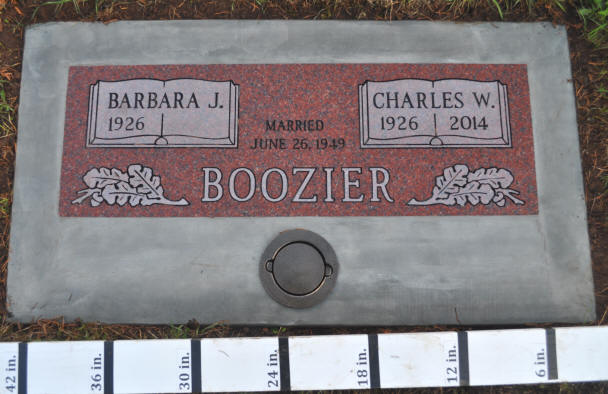 BARBARA J.
1926
MARRIED
JUNE 26, 1949
CHARLES W.
1926 2014
BOOZIER
42 in. 36 in. 30 in. 24 in. 18 in. 12 in. 6 in.